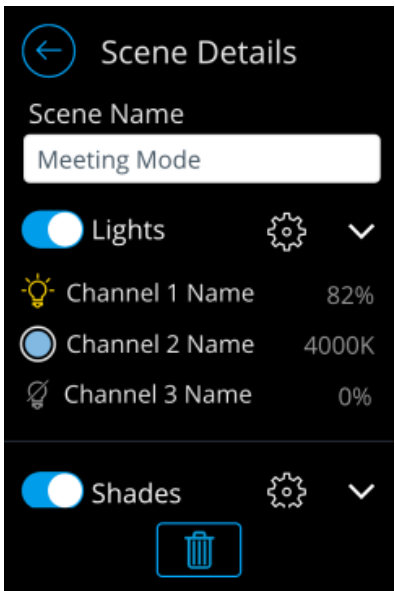 Scene Details
Scene Name
Meeting Mode
Lights
Channel 1 Name 82%
Channel 2 Name 4000K
Channel 3 Name 0%
Shades